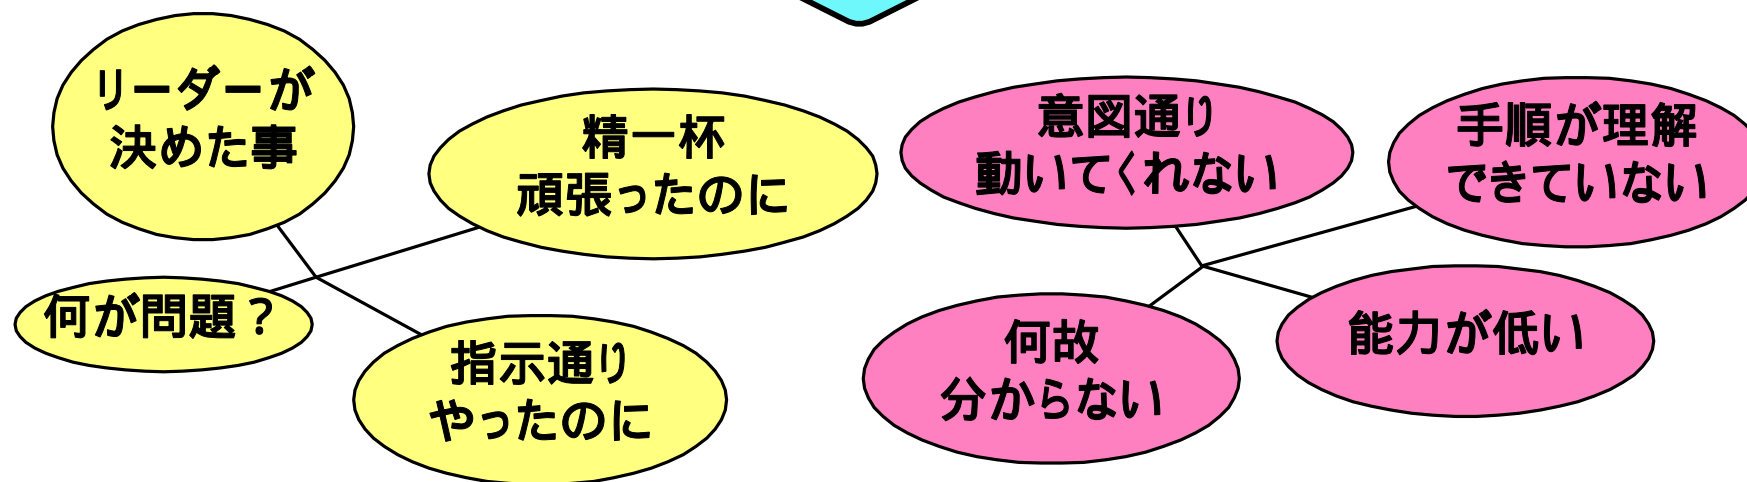 リーダーが
決めた事
精一杯
頑張ったのに
何が問題？
指示通り
やったのに
意図通り
動いてくれない
手順が理解
できていない
何故
分からない
能力が低い